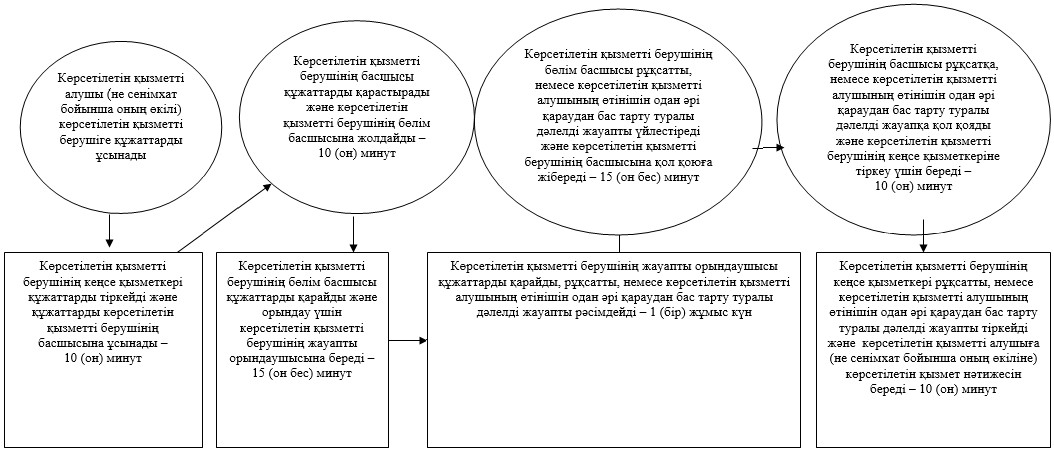 Көрсетілетін қызметті
алушы (не сенімхат
бойынша оның өкілі)
көрсетілетін қызметті
берушіге құжаттарды
ұсынады
Көрсетілетін қызметті
берушінің кеңсе қызметкері
құжаттарды тіркейді және
құжаттарды көрсетілетін
қызметті берушінің
басшысына ұсынады –
10 (он) минут
Көрсетілетін қызметті
берушінің басшысы
құжаттарды қарастырады
және көрсетілетін
қызметті берушінің бөлім
басшысына жолдайды –
10 (он) минут
Көрсетілетін қызметті
берушінің бөлім басшысы
құжаттарды қарайды және
орындау үшін
көрсетілетін қызметті
берушінің жауапты
орындаушысына береді –
15 (он бес) минут
Көрсетілетін қызметті берушінің жауапты орындаушысы
құжаттарды қарайды, рұқсатты, немесе көрсетілетін қызметті
алушының өтінішін одан әрі қараудан бас тарту туралы
дәлелді жауапты рәсімдейді – 1 (бір) жұмыс күн
Көрсетілетін қызметті берушінің
бөлім басшысы рұқсатты,
немесе көрсетілетін қызметті
алушының өтінішін одан әрі
қараудан бас тарту туралы
дәлелді жауапты үйлестіреді
және көрсетілетін қызметті
берушінің басшысына қол қоюға
жібереді – 15 (он бес) минут
Көрсетілетін қызметті
берушінің басшысы рұқсатқа,
немесе көрсетілетін қызметті
алушының өтінішін одан әрі
қараудан бас тарту туралы
дәлелді жауапқа қол қояды
және көрсетілетін қызметті
берушінің кеңсе қызметкеріне
тіркеу үшін береді –
10 (он) минут
Көрсетілетін қызметті берушінің
кеңсе қызметкері рұқсатты, немесе
көрсетілетін қызметті алушының
өтінішін одан әрі қараудан бас тарту
туралы дәлелді жауапты тіркейді
және көрсетілетін қызметті алушыға
(не сенімхат бойынша оның өкіліне)
көрсетілетін қызмет нәтижесін
береді – 10 (он) минут